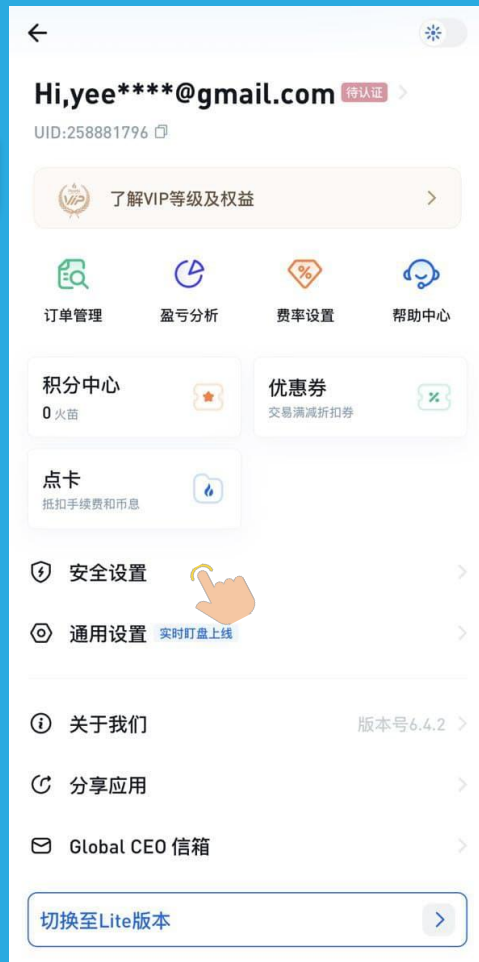 Hi,yee****@gmail.com 待认证
UID:258881796
VIP 了解VIP等级及权益
订单管理 盈亏分析 费率设置 帮助中心
积分中心
0 火苗
优惠券
交易满减折扣券
点卡
抵扣手续费和币息
安全设置
通用设置 实时盯盘上线
关于我们 版本号6.4.2
分享应用
Global CEO 信箱
切换至Lite版本